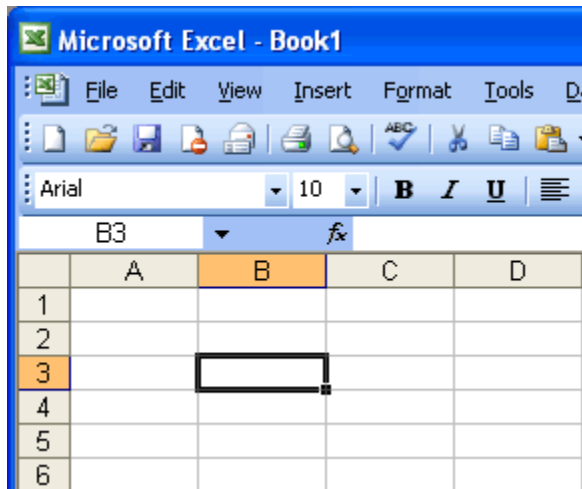 Microsoft Excel - Book1
File Edit View Insert Format Tools D
ABC
Arial 10 B I U
B3 fx
A B C D
1
2
3
4
5
6